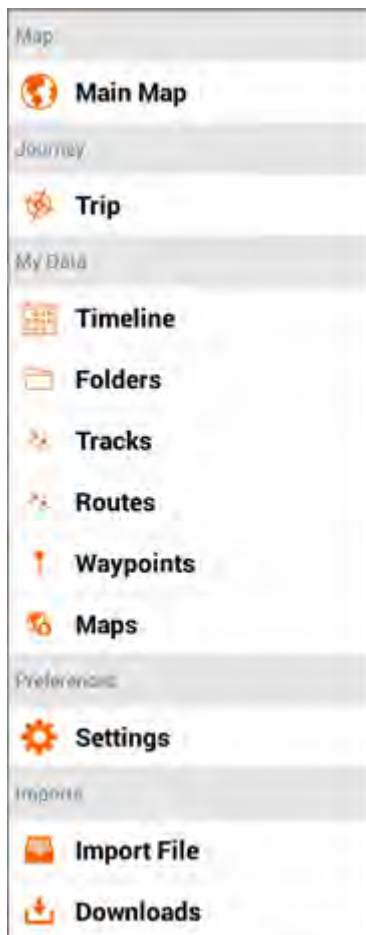 Map
Main Map
Journey
Trip
My Data
Timeline
Folders
Tracks
Routes
Waypoints
Maps
Preferences
Settings
Imports
Import File
Downloads